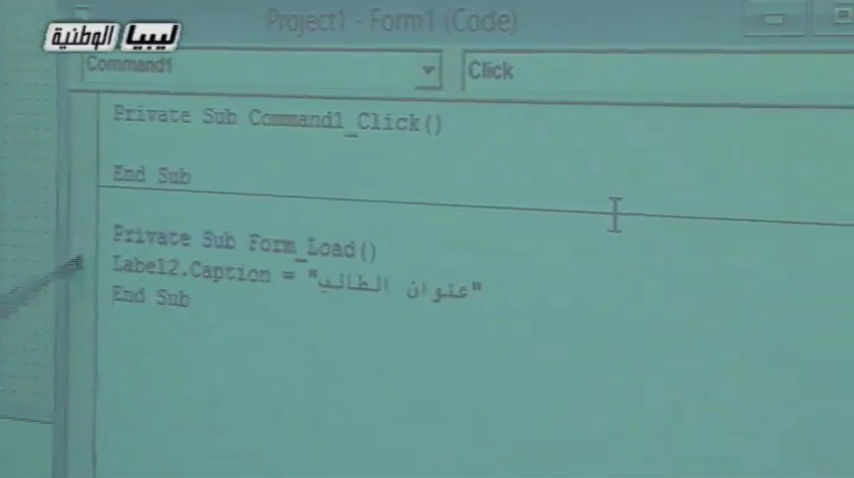 ليبيا الوطنية
Project1 - Form1 (Code)
Command1 Click
Private Sub Command1_Click()
End Sub
Private Sub Form_Load()
Label2.Caption = "عنوان الطالب"
End Sub